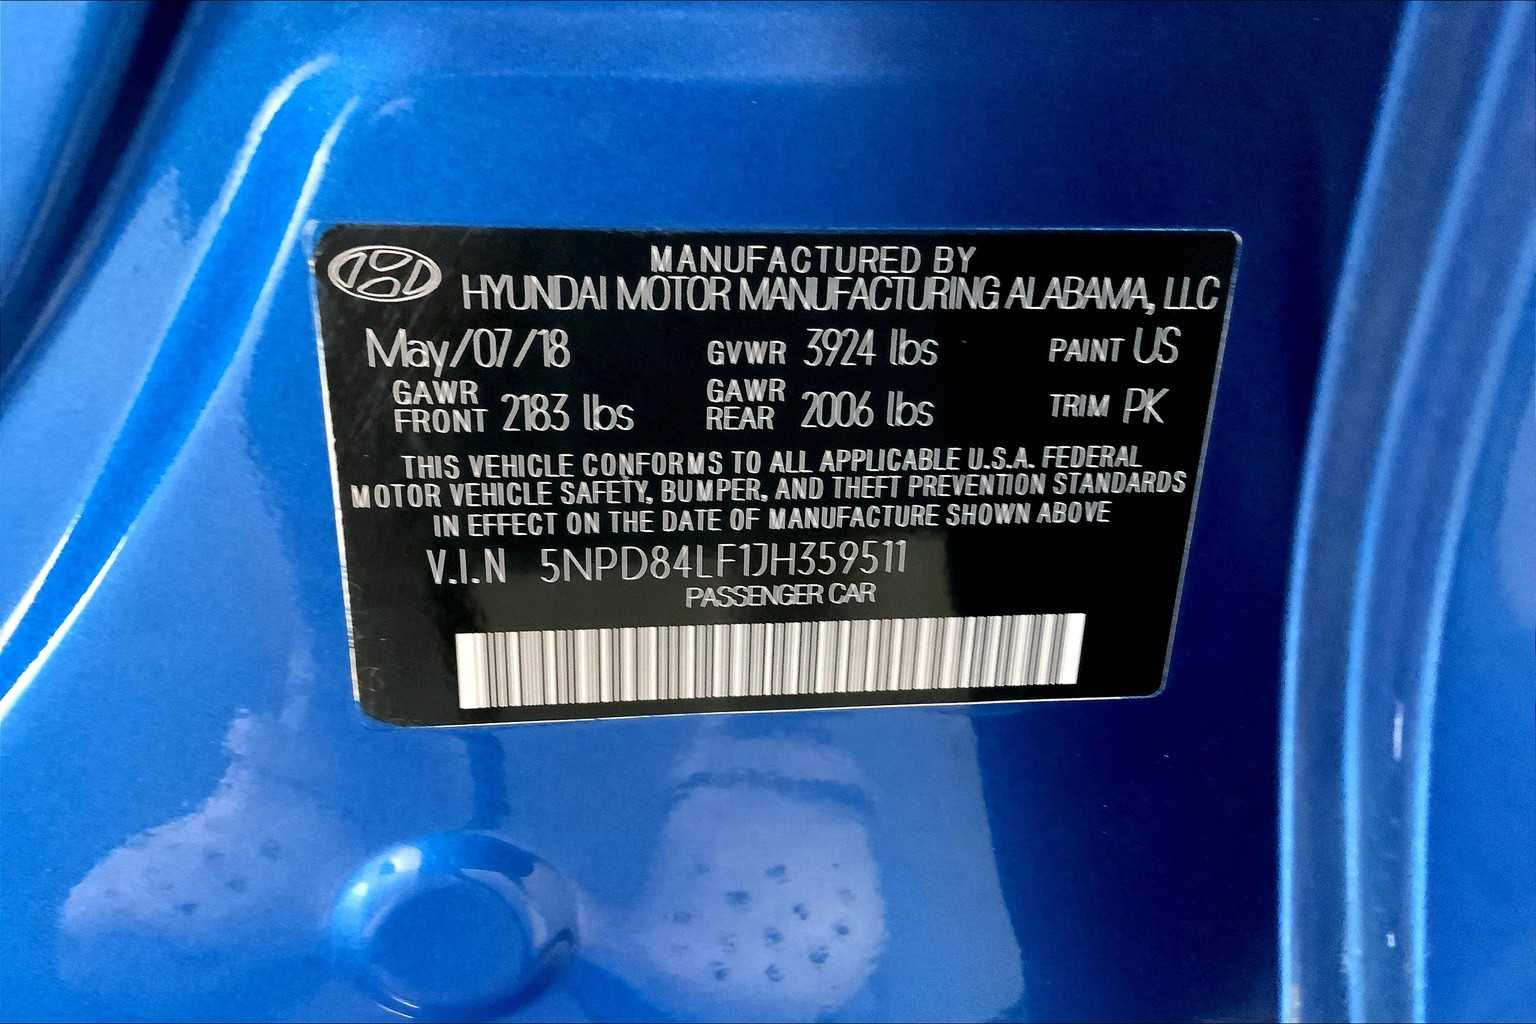 MANUFACTURED BY
HYUNDAI MOTOR MANUFACTURING ALABAMA, LLC
May/07/18 GVWR 3924 lbs PAINT US
GAWR FRONT 2183 lbs GAWR REAR 2006 lbs TRIM PK
THIS VEHICLE CONFORMS TO ALL APPLICABLE U.S.A. FEDERAL
MOTOR VEHICLE SAFETY, BUMPER, AND THEFT PREVENTION STANDARDS
IN EFFECT ON THE DATE OF MANUFACTURE SHOWN ABOVE
V.I.N 5NPD84LF1JH359511
PASSENGER CAR